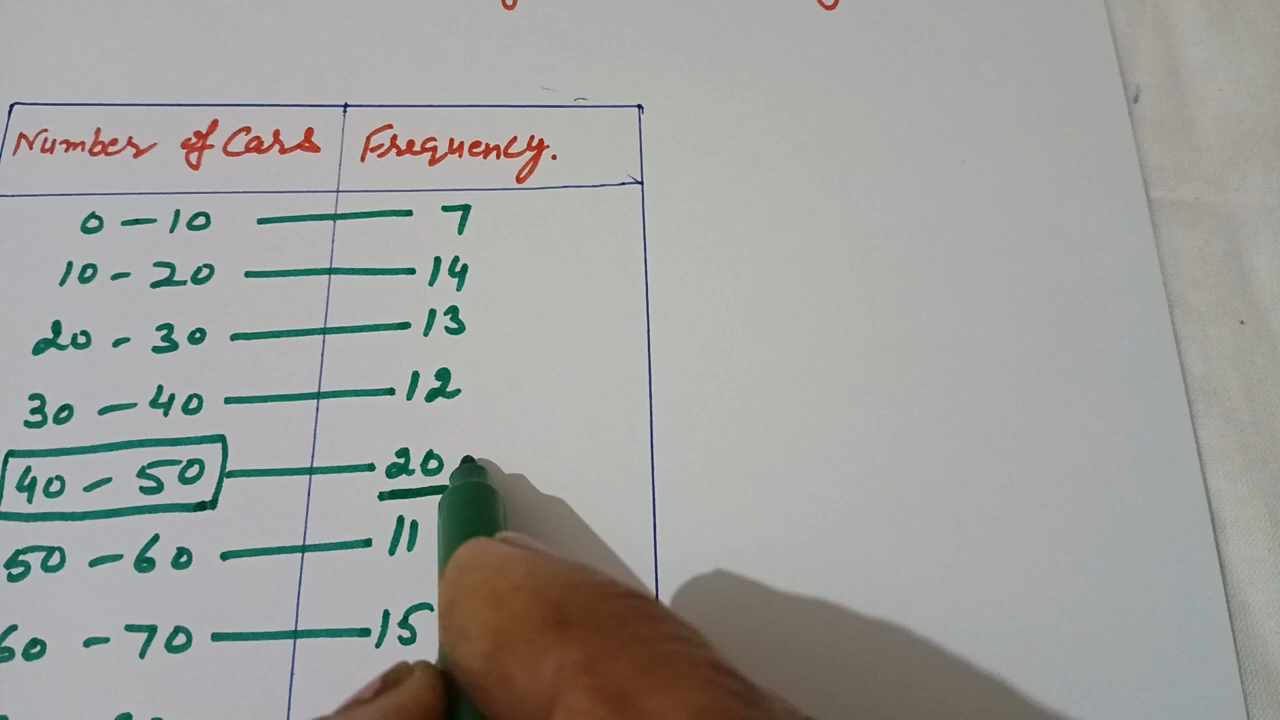 Number of Cars Frequency.
0 - 10 7
10 - 20 14
20 - 30 13
30 - 40 12
40 - 50 20
50 - 60 11
60 - 70 15